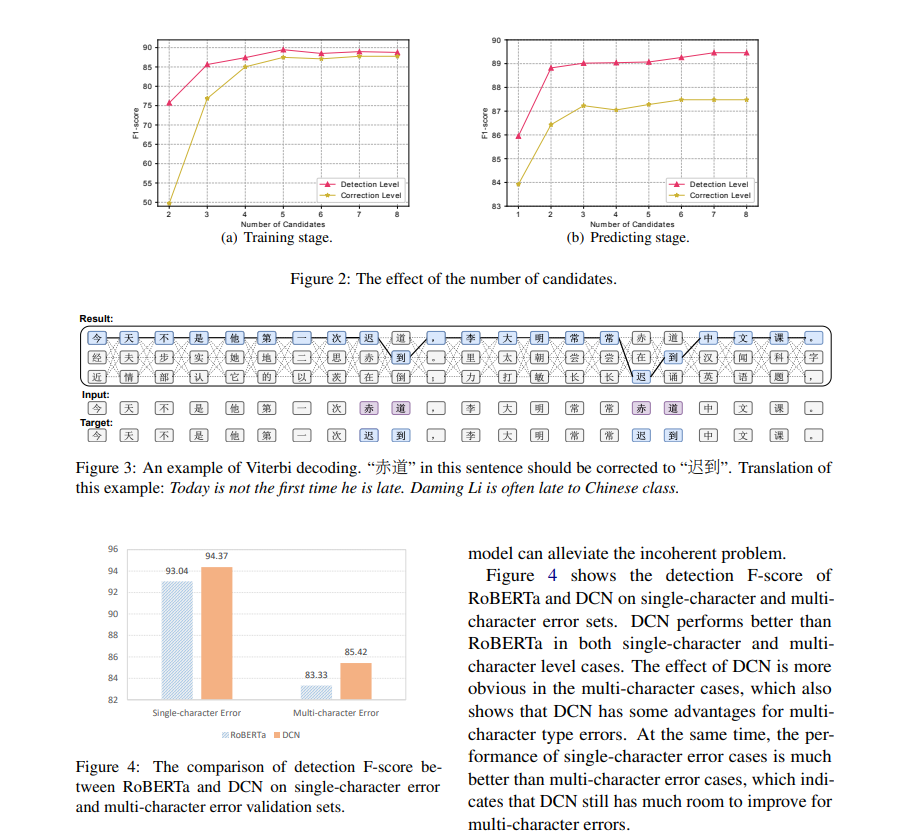 90
85
80
75
70
65
60
55
50
F1-score
2 3 4 5 6 7 8
Number of Candidates
Detection Level
Correction Level
(a) Training stage.
90
89
88
87
86
85
84
83
F1-score
1 2 3 4 5 6 7 8
Number of Candidates
Detection Level
Correction Level
(b) Predicting stage.
Figure 2: The effect of the number of candidates.
Result:
今 天 不 是 他 第 一 次 迟 道 , 李 大 明 常 常 赤 道 中 文 课 。
经 夫 步 实 她 地 二 思 赤 到 。 里 太 朝 尝 尝 在 到 汉 闻 科 字
近 情 部 认 它 的 以 茨 在 倒 ; 力 打 敏 长 长 迟 诵 英 语 题 ,
Input:
今 天 不 是 他 第 一 次 赤 道 , 李 大 明 常 常 赤 道 中 文 课 。
Target:
今 天 不 是 他 第 一 次 迟 到 , 李 大 明 常 常 迟 到 中 文 课 。
Figure 3: An example of Viterbi decoding. “赤道” in this sentence should be corrected to “迟到”. Translation of
this example: Today is not the first time he is late. Daming Li is often late to Chinese class.
96
94
92
90
88
86
84
82
93.04
94.37
83.33
85.42
Single-character Error
Multi-character Error
RoBERTa DCN
Figure 4: The comparison of detection F-score be-
tween RoBERTa and DCN on single-character error
and multi-character error validation sets.
model can alleviate the incoherent problem.
Figure 4 shows the detection F-score of
RoBERTa and DCN on single-character and multi-
character error sets. DCN performs better than
RoBERTa in both single-character and multi-
character level cases. The effect of DCN is more
obvious in the multi-character cases, which also
shows that DCN has some advantages for multi-
character type errors. At the same time, the per-
formance of single-character error cases is much
better than multi-character error cases, which indi-
cates that DCN still has much room to improve for
multi-character errors.